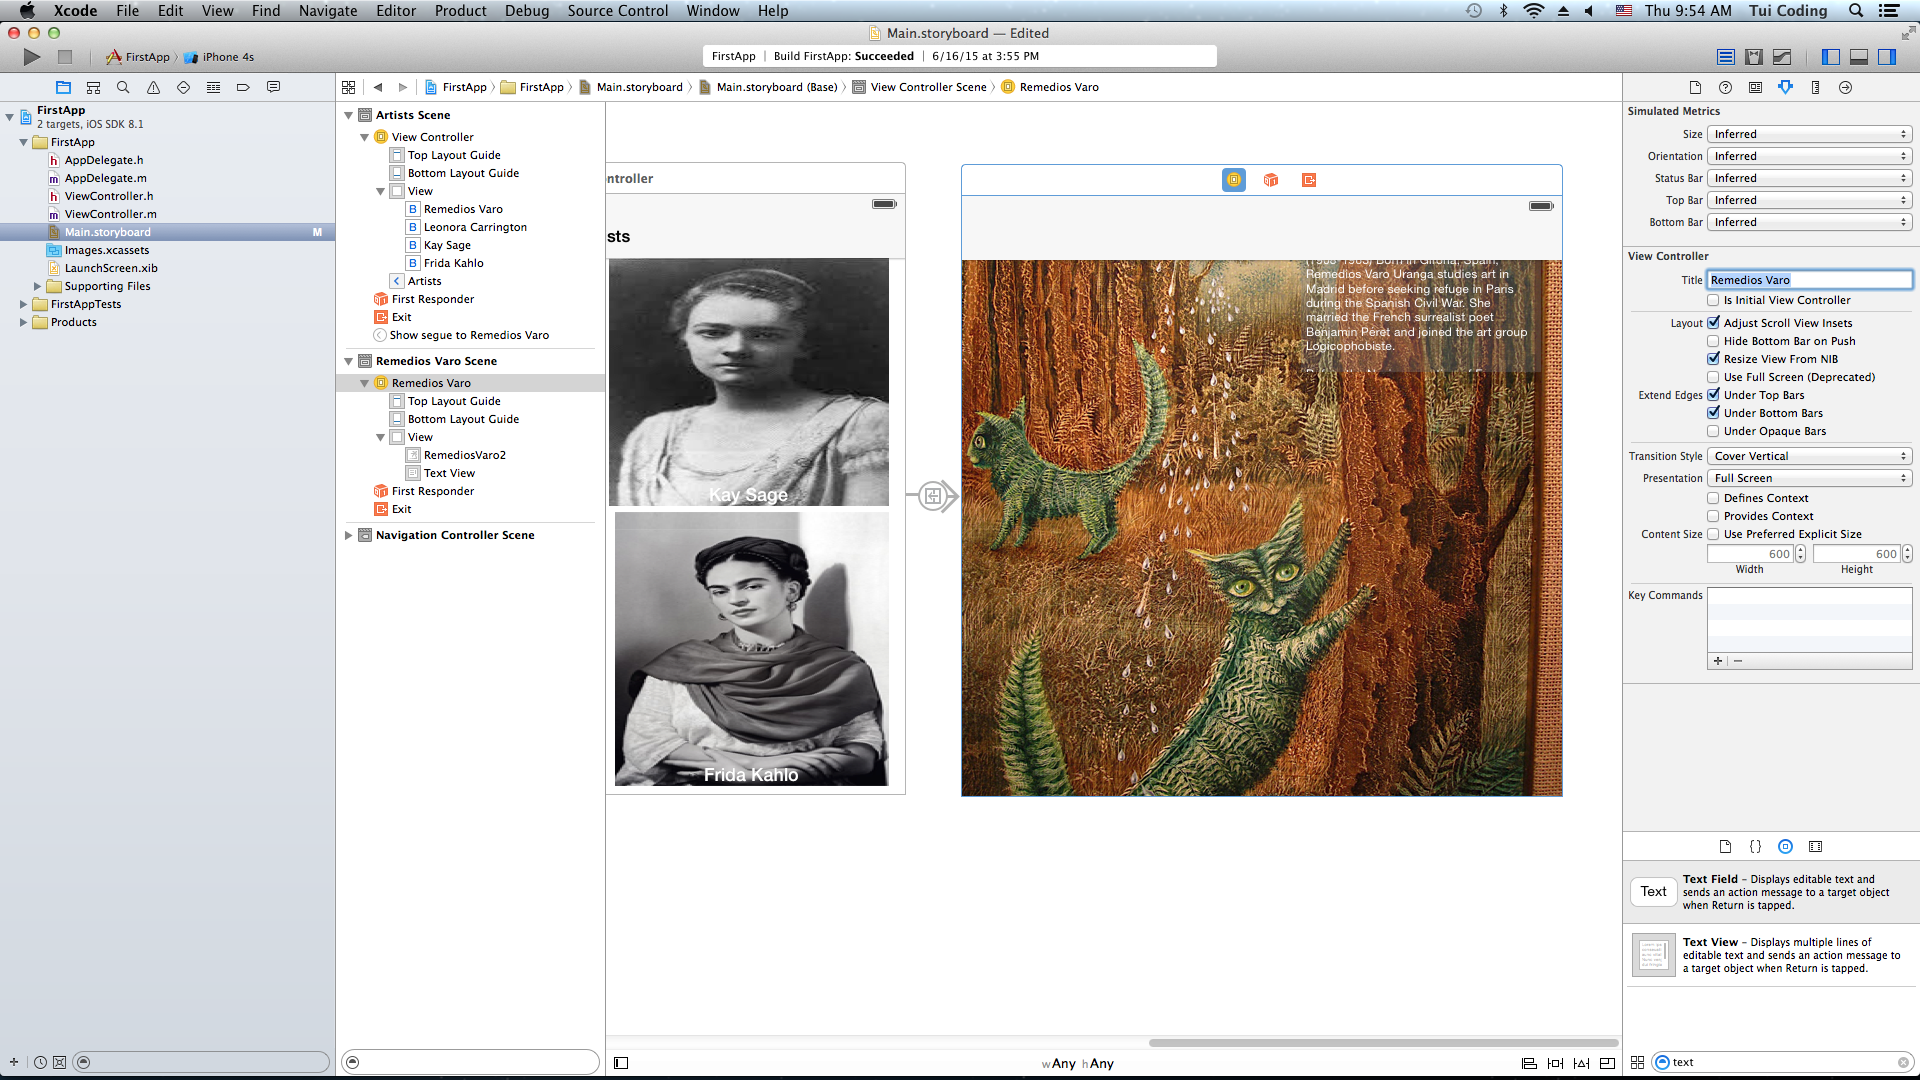 Xcode File Edit View Find Navigate Editor Product Debug Source Control Window Help
Thu 9:54 AM Tui Coding
Main.storyboard — Edited
FirstApp iPhone 4s
FirstApp | Build FirstApp: Succeeded | 6/16/15 at 3:55 PM
FirstApp FirstApp Main.storyboard Main.storyboard (Base) View Controller Scene Remedios Varo
FirstApp
2 targets, iOS SDK 8.1
FirstApp
h AppDelegate.h
m AppDelegate.m
h ViewController.h
m ViewController.m
Main.storyboard M
Images.xcassets
LaunchScreen.xib
Supporting Files
FirstAppTests
Products
Artists Scene
View Controller
Top Layout Guide
Bottom Layout Guide
View
B Remedios Varo
B Leonora Carrington
B Kay Sage
B Frida Kahlo
Artists
First Responder
Exit
Show segue to Remedios Varo
Remedios Varo Scene
Remedios Varo
Top Layout Guide
Bottom Layout Guide
View
RemediosVaro2
Text View
First Responder
Exit
Navigation Controller Scene
ntroller
sts
Kay Sage
Frida Kahlo
Remedios Varo Uranga studies art in
Madrid before seeking refuge in Paris
during the Spanish Civil War. She
married the French surrealist poet
Benjamin Péret and joined the art group
Logicophobiste.
wAny hAny
Simulated Metrics
Size Inferred
Orientation Inferred
Status Bar Inferred
Top Bar Inferred
Bottom Bar Inferred
View Controller
Title Remedios Varo
Is Initial View Controller
Layout Adjust Scroll View Insets
Hide Bottom Bar on Push
Resize View From NIB
Use Full Screen (Deprecated)
Extend Edges Under Top Bars
Under Bottom Bars
Under Opaque Bars
Transition Style Cover Vertical
Presentation Full Screen
Defines Context
Provides Context
Content Size Use Preferred Explicit Size
600 600
Width Height
Key Commands
+ −
{}
Text
Text Field - Displays editable text and
sends an action message to a target object
when Return is tapped.
Text View - Displays multiple lines of
editable text and sends an action message to
a target object when Return is tapped.
text